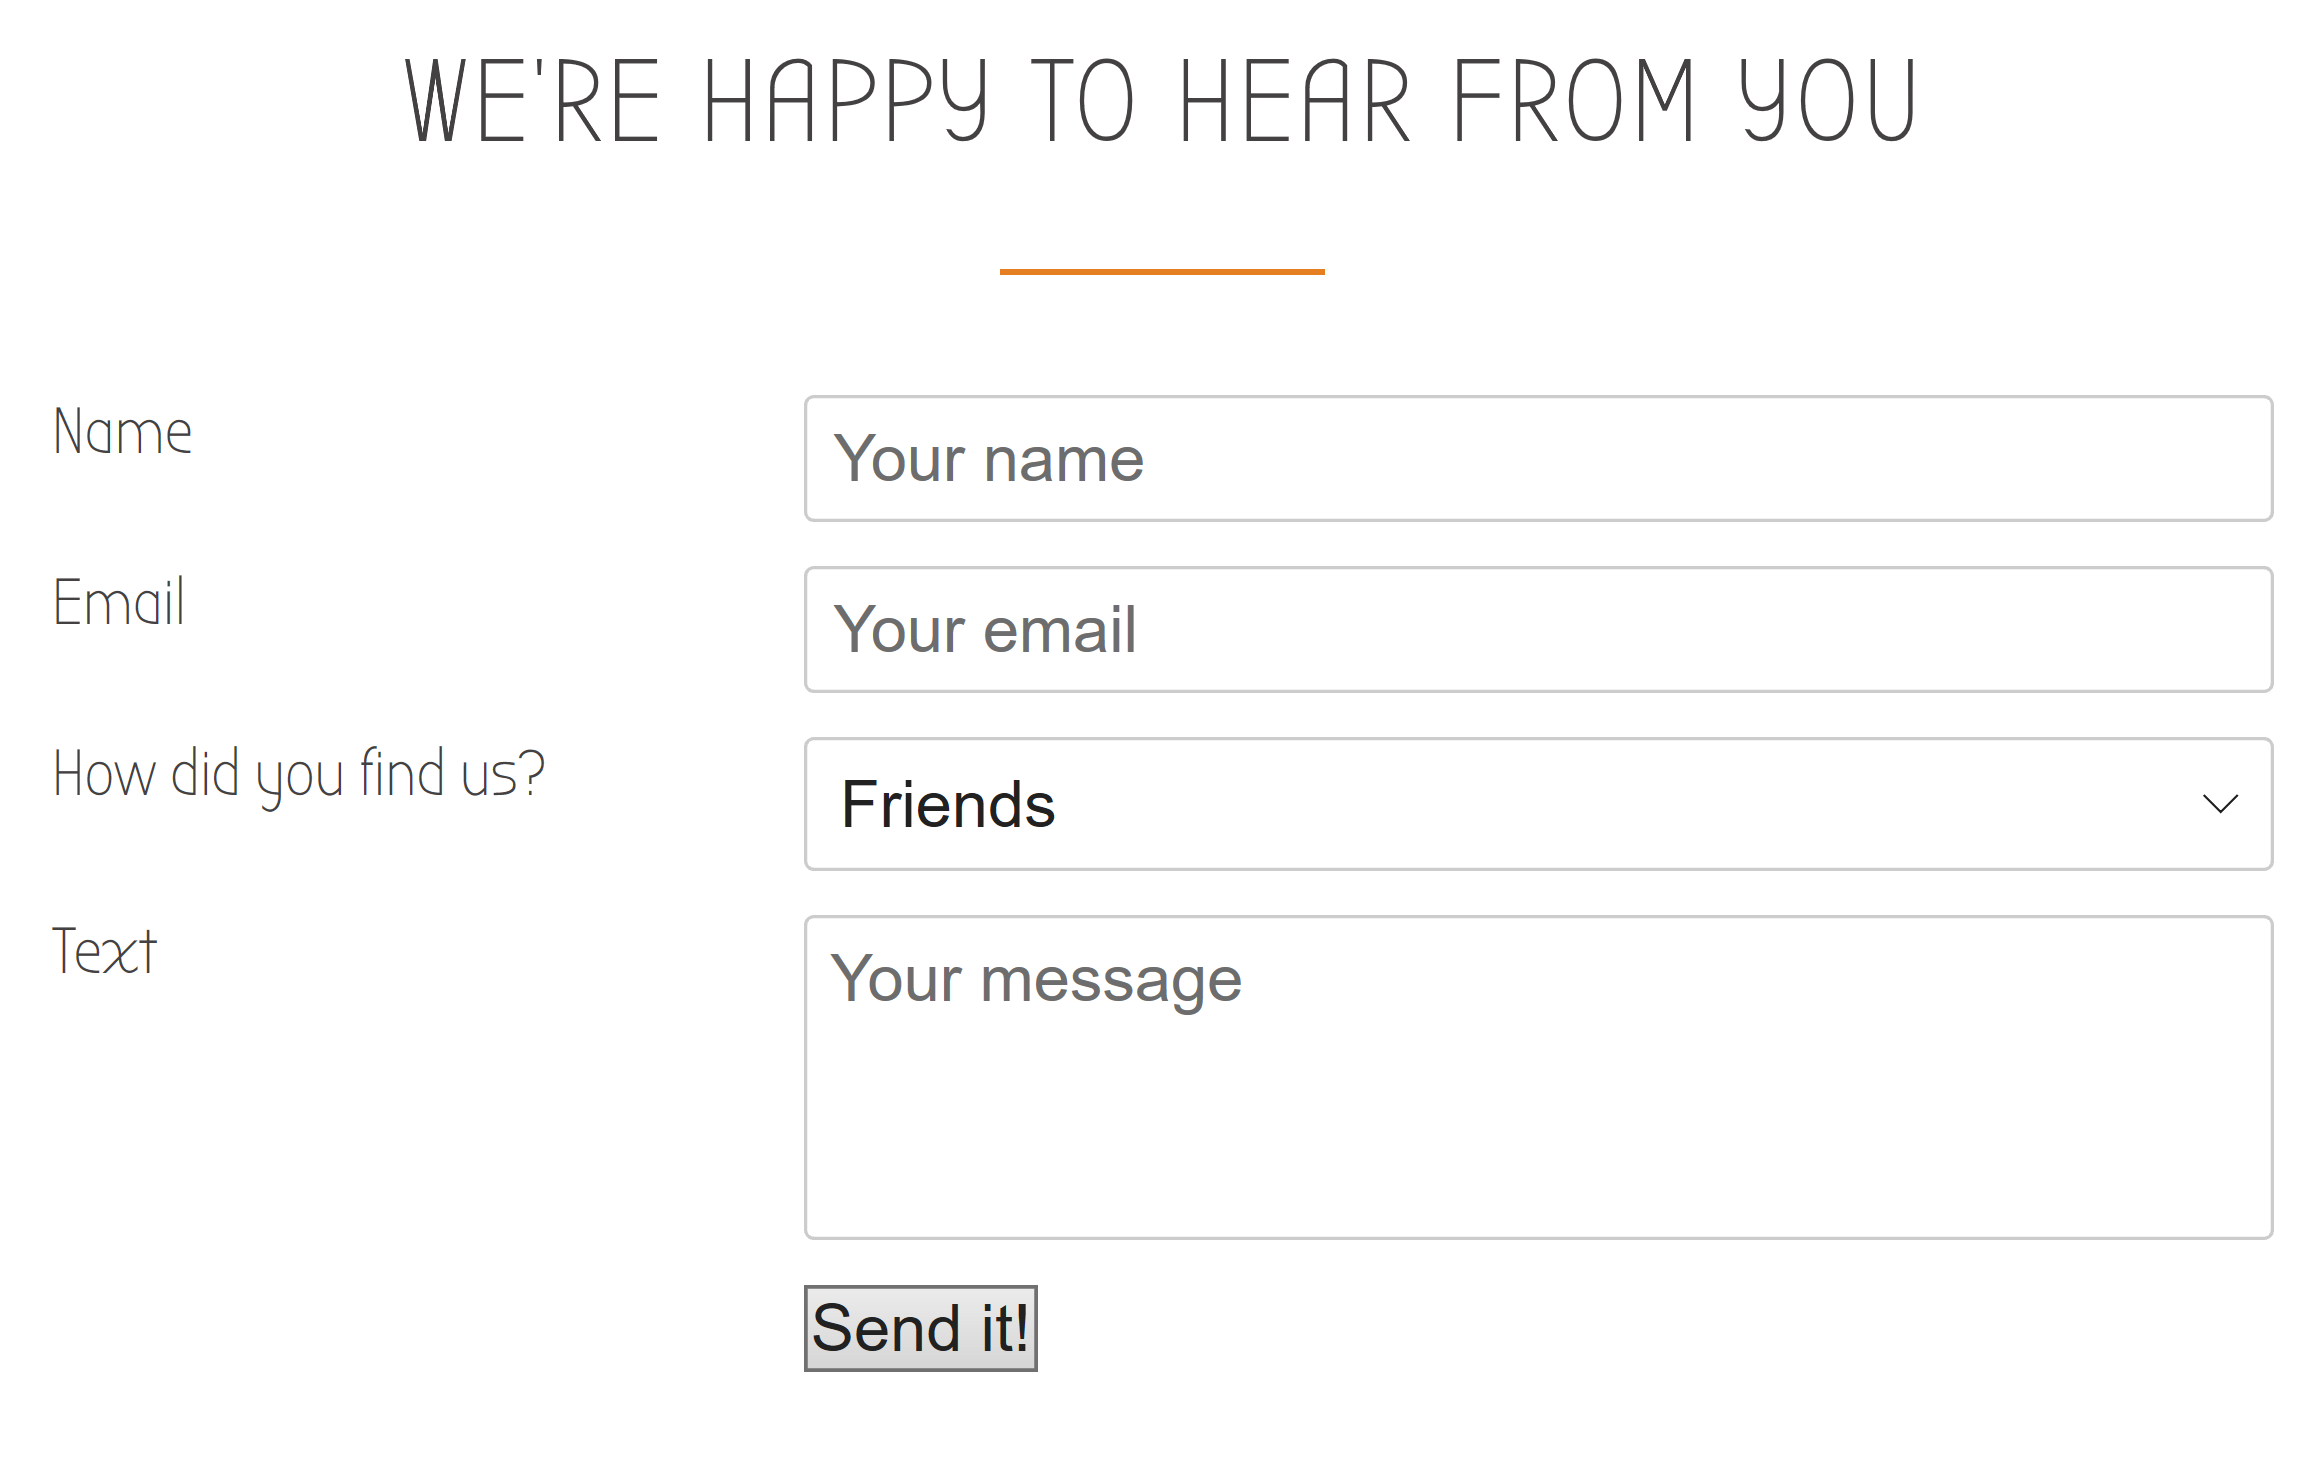 WE'RE HAPPY TO HEAR FROM YOU
Name
Your name
Email
Your email
How did you find us?
Friends
Text
Your message
Send it!